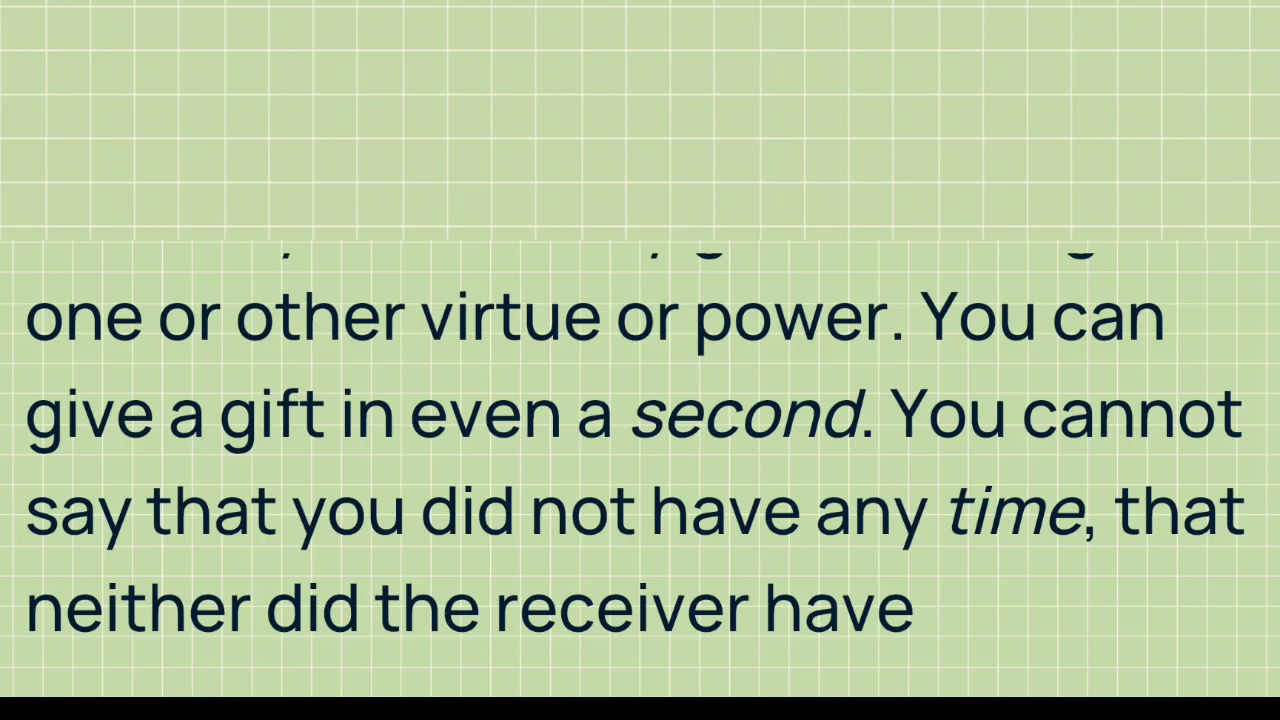 one or other virtue or power. You can
give a gift in even a second. You cannot
say that you did not have any time, that
neither did the receiver have